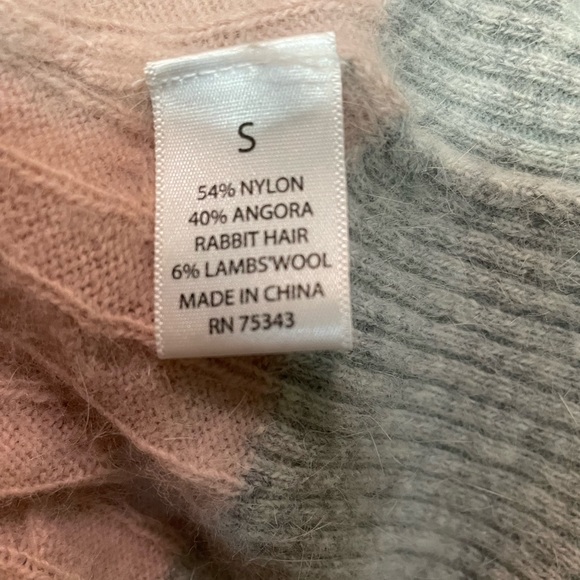 S
54% NYLON
40% ANGORA
RABBIT HAIR
6% LAMBS'WOOL
MADE IN CHINA
RN 75343